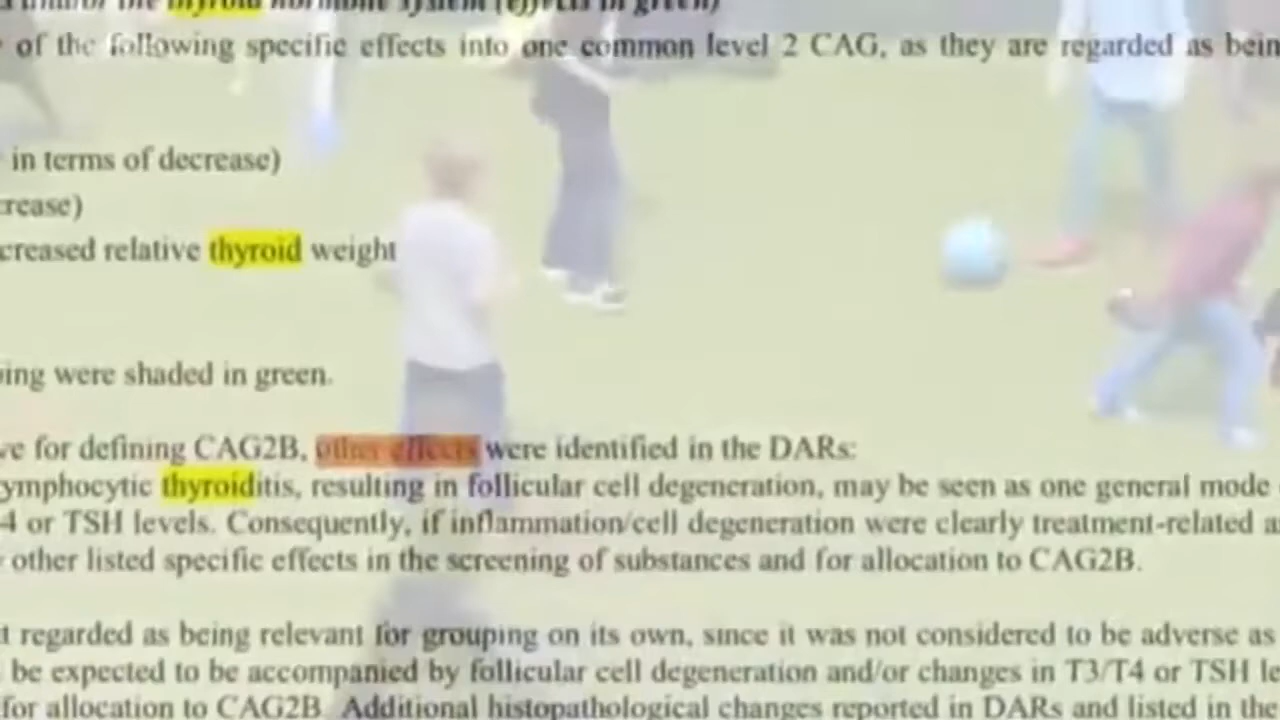 thyroid hormone system (effects in green)
of the following specific effects into one common level 2 CAG, as they are regarded as bein
in terms of decrease)
crease)
creased relative thyroid weight
ing were shaded in green.
ve for defining CAG2B, other effects were identified in the DARs:
ymphocytic thyroiditis, resulting in follicular cell degeneration, may be seen as one general mode
4 or TSH levels. Consequently, if inflammation/cell degeneration were clearly treatment-related a
other listed specific effects in the screening of substances and for allocation to CAG2B.
t regarded as being relevant for grouping on its own, since it was not considered to be adverse as
be expected to be accompanied by follicular cell degeneration and/or changes in T3/T4 or TSH le
for allocation to CAG2B. Additional histopathological changes reported in DARs and listed in the